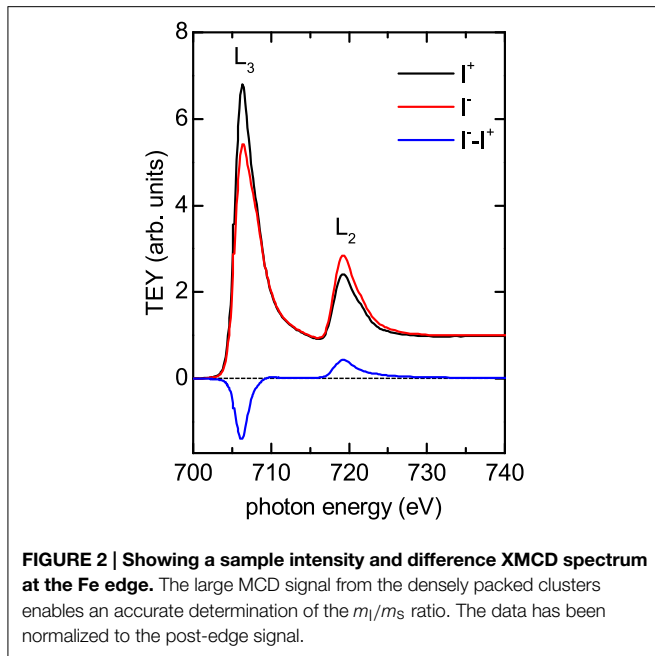 8
L₃
I⁺
I⁻
I⁻-I⁺
6
L₂
4
TEY (arb. units)
2
0
700 710 720 730 740
photon energy (eV)
FIGURE 2 | Showing a sample intensity and difference XMCD spectrum
at the Fe edge. The large MCD signal from the densely packed clusters
enables an accurate determination of the mₗ/mₛ ratio. The data has been
normalized to the post-edge signal.